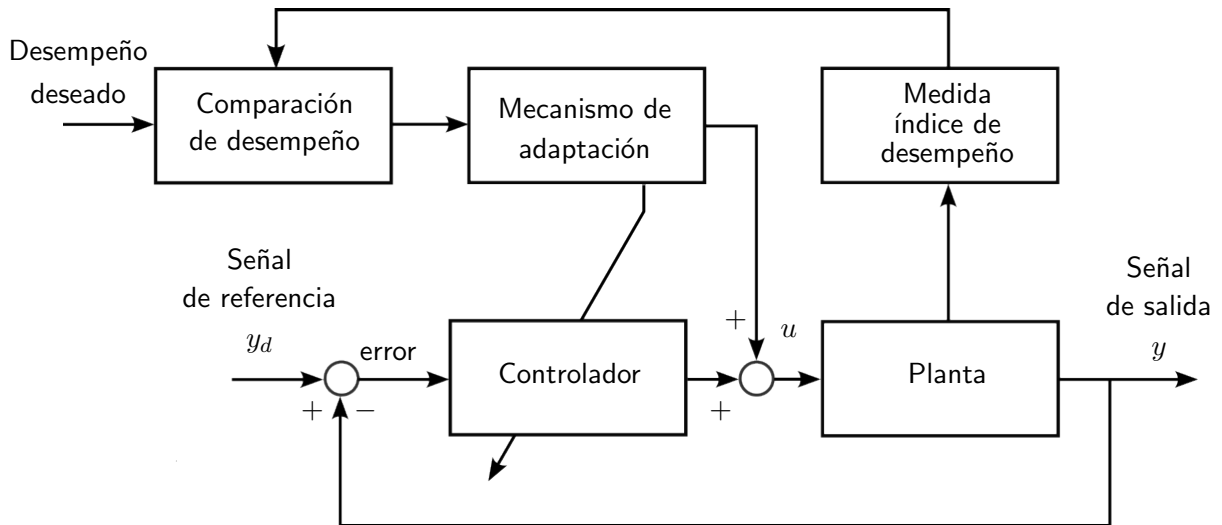 Desempeño
deseado
Comparación
de desempeño
Mecanismo de
adaptación
Medida
índice de
desempeño
Señal
de referencia
y_d
error
+
−
Controlador
+
+
u
Planta
Señal
de salida
y